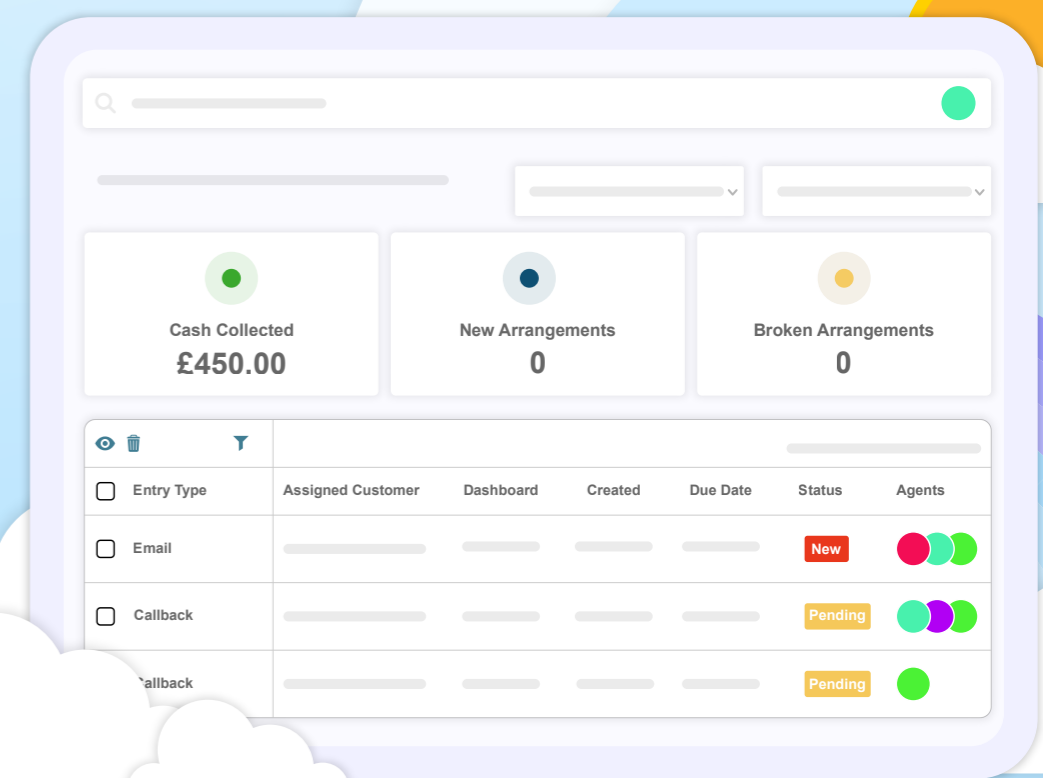 Cash Collected
£450.00
New Arrangements
0
Broken Arrangements
0
Entry Type Assigned Customer Dashboard Created Due Date Status Agents
Email New
Callback Pending
allback Pending